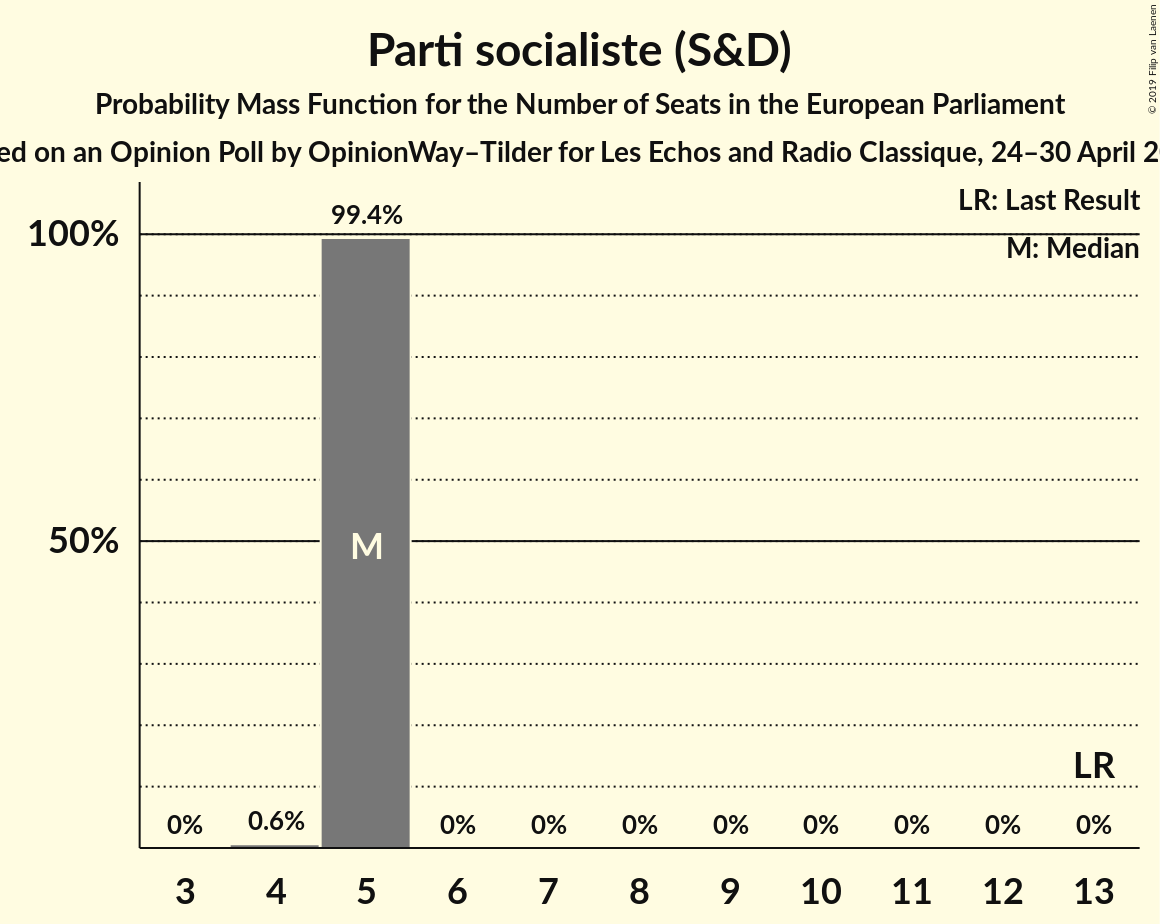 Parti socialiste (S&D)
Probability Mass Function for the Number of Seats in the European Parliament
ed on an Opinion Poll by OpinionWay–Tilder for Les Echos and Radio Classique, 24–30 April 2
© 2019 Filip van Laenen
LR: Last Result
M: Median
99.4%
100%
50%
M
LR
0% 0.6% 0% 0% 0% 0% 0% 0% 0% 0%
3 4 5 6 7 8 9 10 11 12 13